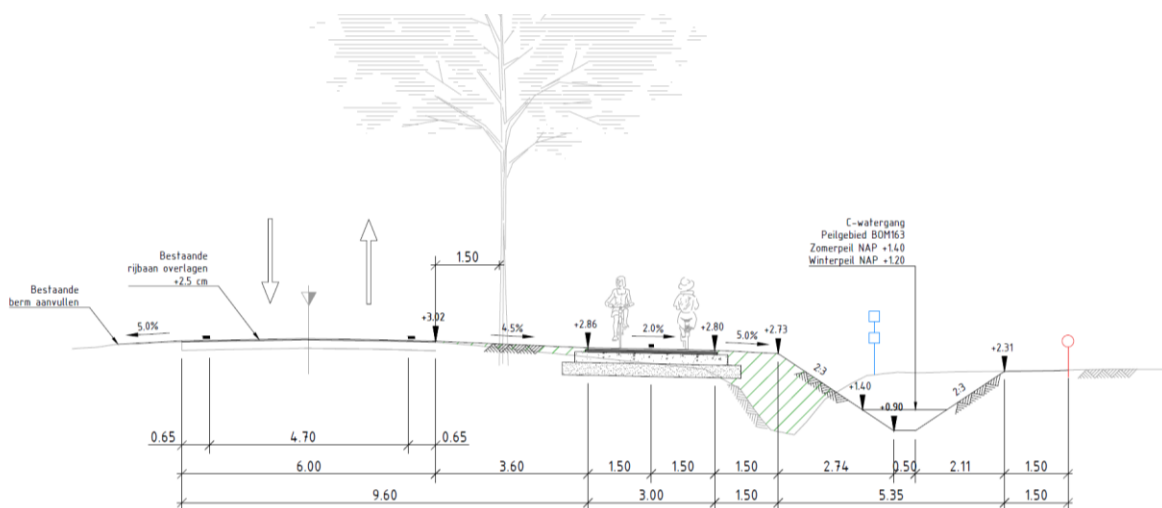 C-watergang
Peilgebied BOM163
Zomerpeil NAP +1.40
Winterpeil NAP +1.20
1.50
Bestaande
rijbaan overlagen
+2.5 cm
Bestaande
berm aanvullen
5.0%
+3.02
4.5%
+2.86
2.0%
+2.80
5.0%
+2.73
2:3
+1.40
+0.90
2:3
+2.31
0.65 4.70 0.65
6.00 3.60 1.50 1.50 1.50 2.74 0.50 2.11 1.50
9.60 3.00 1.50 5.35 1.50